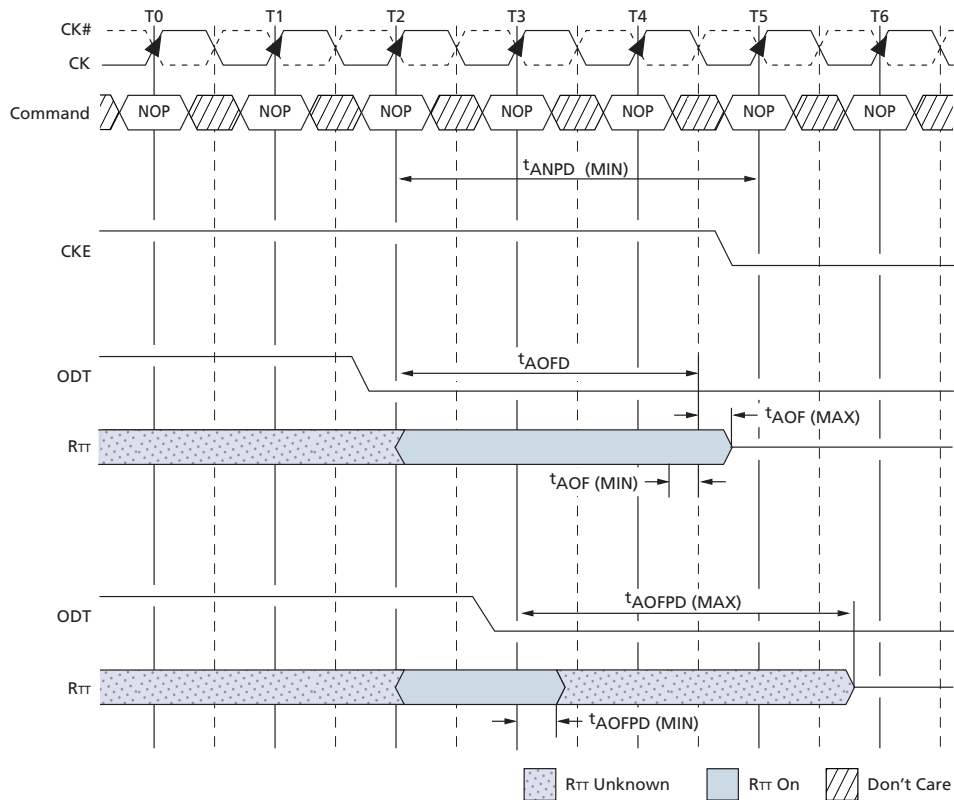 T0 T1 T2 T3 T4 T5 T6
CK#
CK
Command NOP NOP NOP NOP NOP NOP NOP
tANPD (MIN)
CKE
tAOFD
ODT
tAOF (MAX)
RTT
tAOF (MIN)
tAOFPD (MAX)
ODT
RTT
tAOFPD (MIN)
RTT Unknown RTT On Don't Care